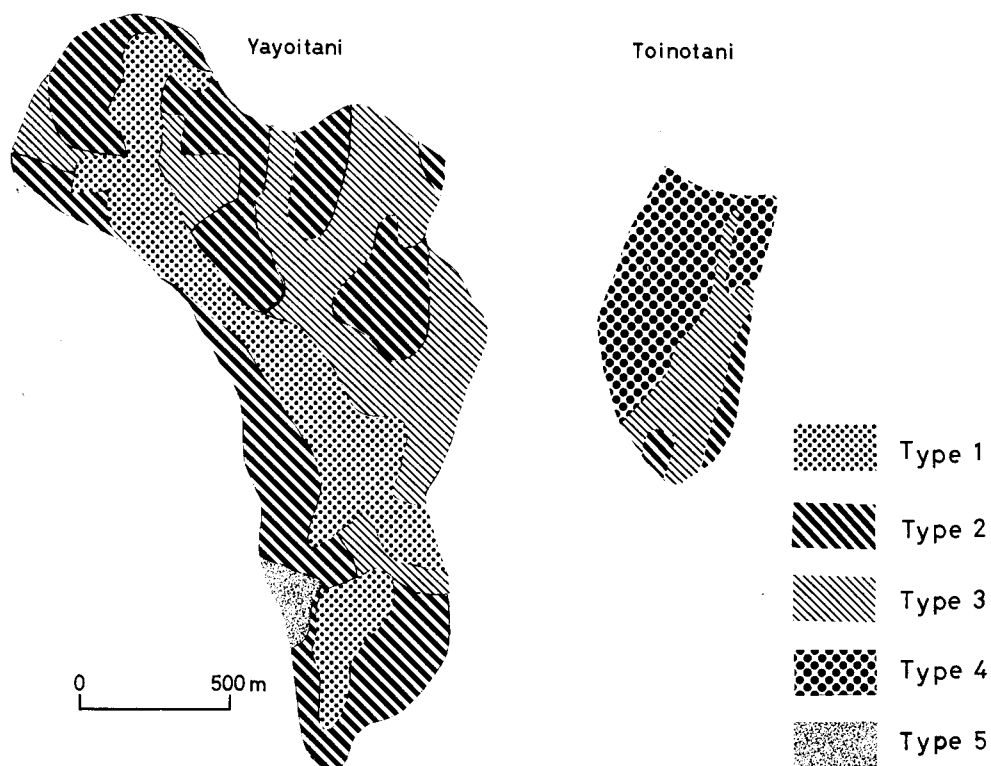 Yayoitani
Toinotani
Type 1
Type 2
Type 3
Type 4
Type 5
0 500 m